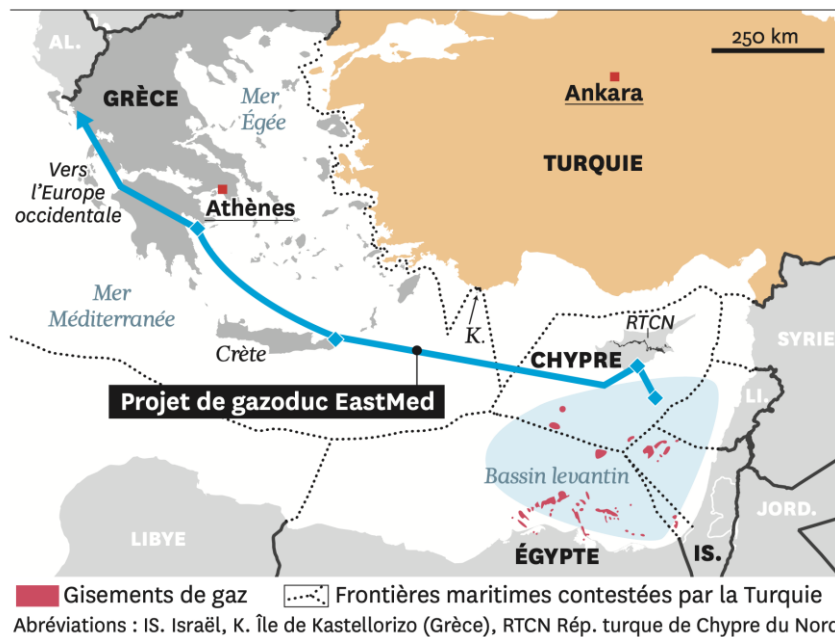 AL.
GRÈCE
Mer
Égée
250 km
Ankara
TURQUIE
Vers
l'Europe
occidentale
Athènes
Mer
Méditerranée
Crète
K.
RTCN
CHYPRE
SYRIE
LI.
Projet de gazoduc EastMed
Bassin levantin
LIBYE
ÉGYPTE
IS.
JORD.
Gisements de gaz
Frontières maritimes contestées par la Turquie
Abréviations : IS. Israël, K. Île de Kastellorizo (Grèce), RTCN Rép. turque de Chypre du Nord